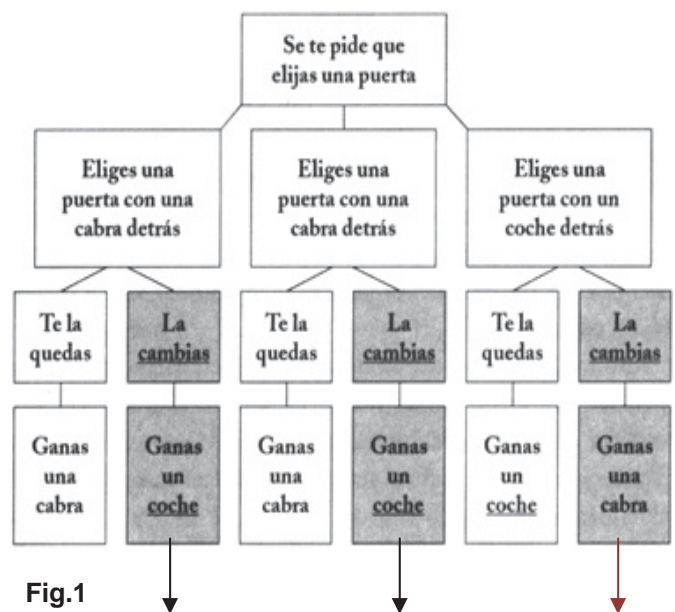 Se te pide que
elijas una puerta
Eliges una
puerta con una
cabra detrás
Eliges una
puerta con una
cabra detrás
Eliges una
puerta con un
coche detrás
Te la
quedas
La
cambias
Te la
quedas
La
cambias
Te la
quedas
La
cambias
Ganas
una
cabra
Ganas
un
coche
Ganas
una
cabra
Ganas
un
coche
Ganas
un
coche
Ganas
una
cabra
Fig.1